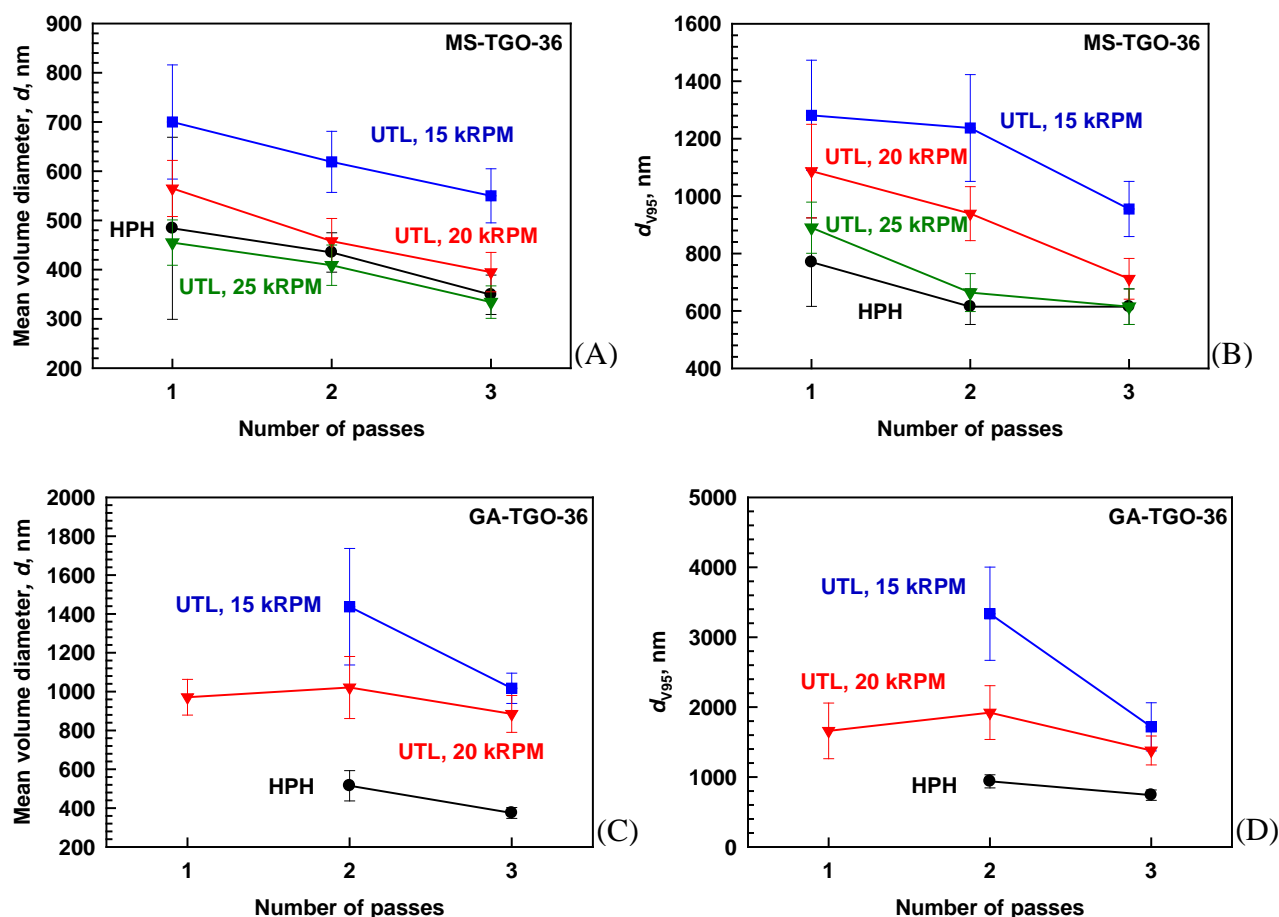 MS-TGO-36
900
800
700
600
500
400
300
200
Mean volume diameter, d, nm
UTL, 15 kRPM
HPH
UTL, 20 kRPM
UTL, 25 kRPM
1 2 3
Number of passes
(A)
MS-TGO-36
1600
1400
1200
1000
800
600
400
dV95, nm
UTL, 15 kRPM
UTL, 20 kRPM
UTL, 25 kRPM
HPH
1 2 3
Number of passes
(B)
GA-TGO-36
2000
1800
1600
1400
1200
1000
800
600
400
200
Mean volume diameter, d, nm
UTL, 15 kRPM
UTL, 20 kRPM
HPH
1 2 3
Number of passes
(C)
GA-TGO-36
5000
4000
3000
2000
1000
0
dV95, nm
UTL, 15 kRPM
UTL, 20 kRPM
HPH
1 2 3
Number of passes
(D)